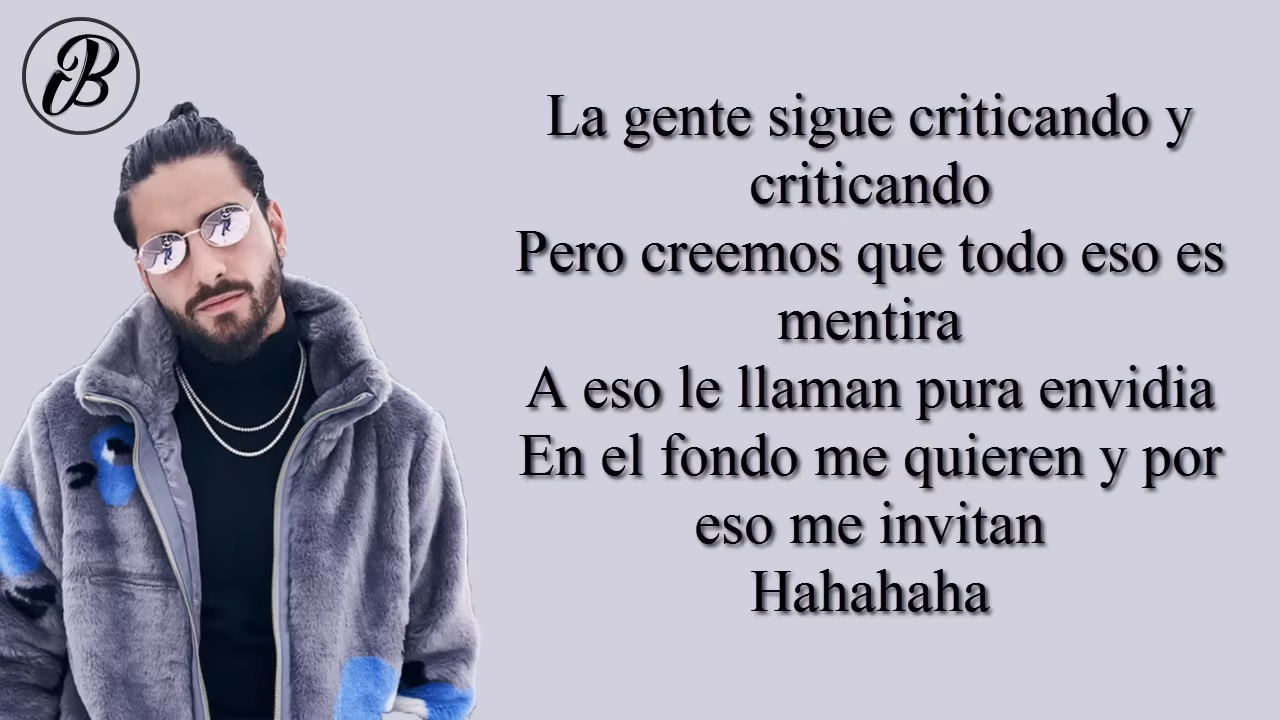 B
La gente sigue criticando y
criticando
Pero creemos que todo eso es
mentira
A eso le llaman pura envidia
En el fondo me quieren y por
eso me invitan
Hahahaha